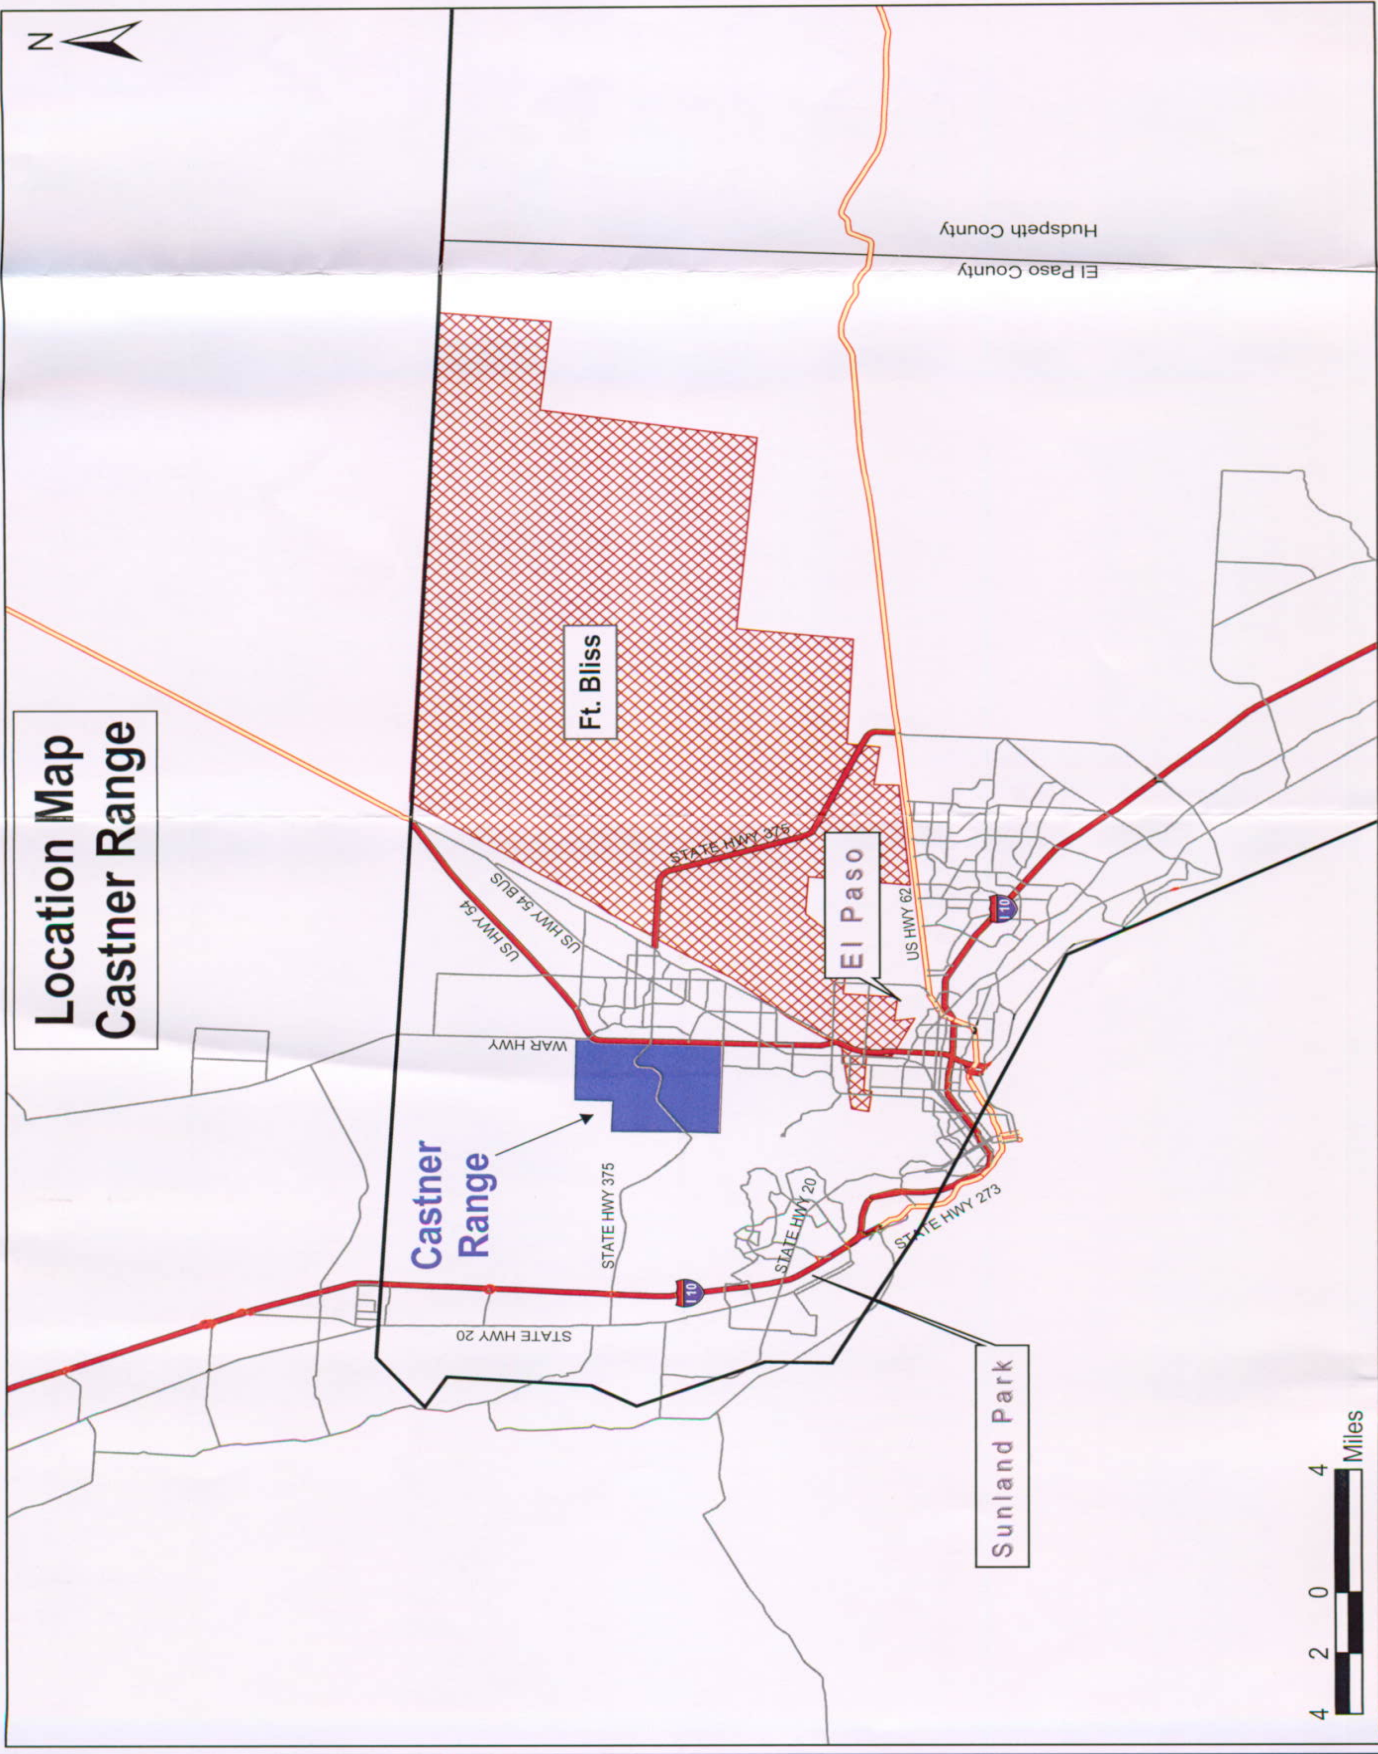 Location Map
Castner Range
N
Ft. Bliss
Hudspeth County
El Paso County
US HWY 54
US HWY 54 BUS
STATE HWY 375
WAR HWY
Castner
Range
STATE HWY 375
El Paso
US HWY 62
I 10
STATE HWY 20
STATE HWY 273
I 10
STATE HWY 20
Sunland Park
4 2 0 4
Miles